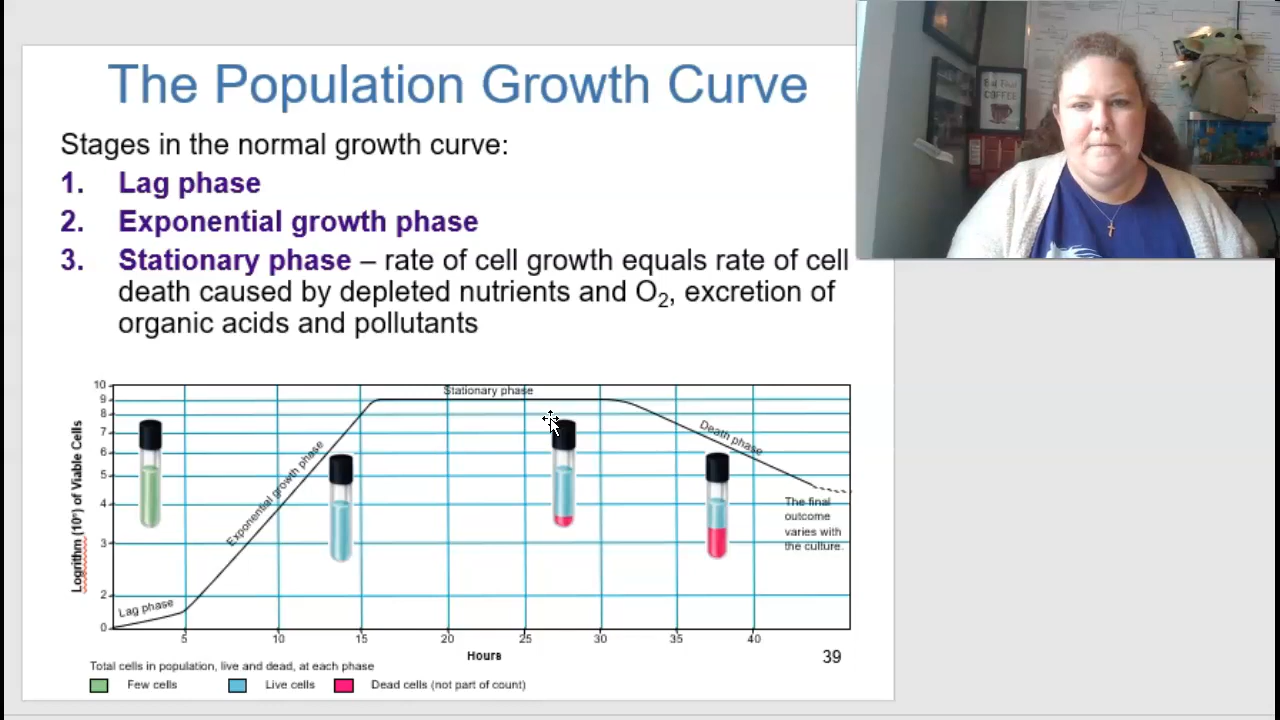 The Population Growth Curve
Stages in the normal growth curve:
1. Lag phase
2. Exponential growth phase
3. Stationary phase – rate of cell growth equals rate of cell
death caused by depleted nutrients and O₂, excretion of
organic acids and pollutants
Logrithm (10ⁿ) of Viable Cells
10
9
8
7
6
5
4
3
2
0
Lag phase
Exponential growth phase
Stationary phase
Death phase
The final
outcome
varies with
the culture.
5 10 15 20 25 30 35 40
Hours
39
Total cells in population, live and dead, at each phase
Few cells Live cells Dead cells (not part of count)
COFFEE